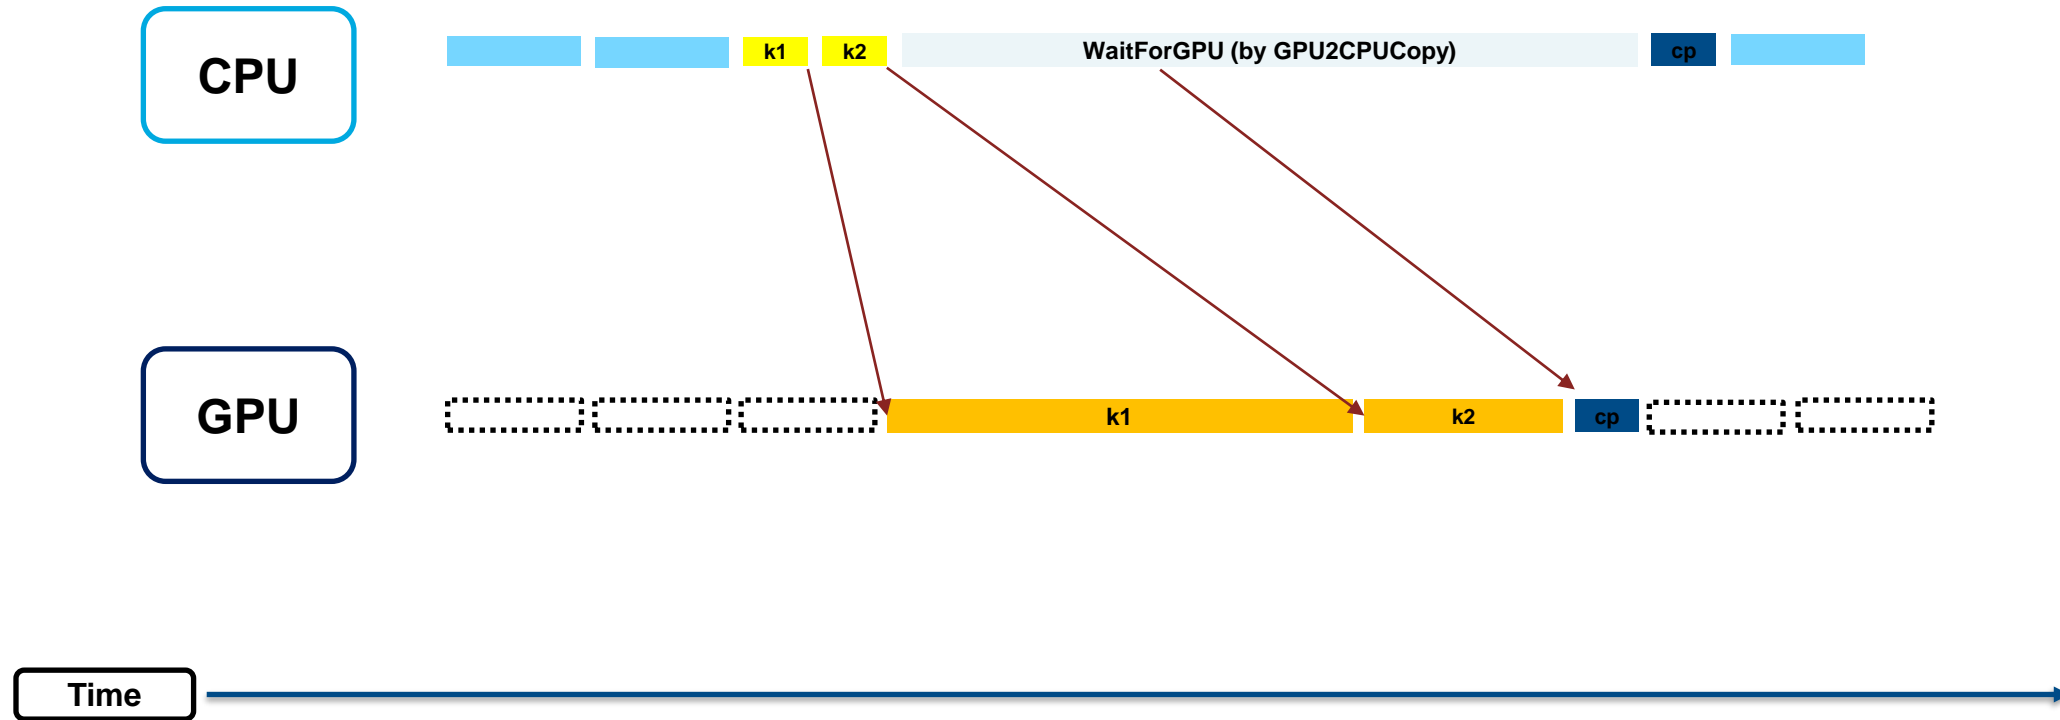 CPU
k1
k2
WaitForGPU (by GPU2CPUCopy)
cp
GPU
k1
k2
cp
Time